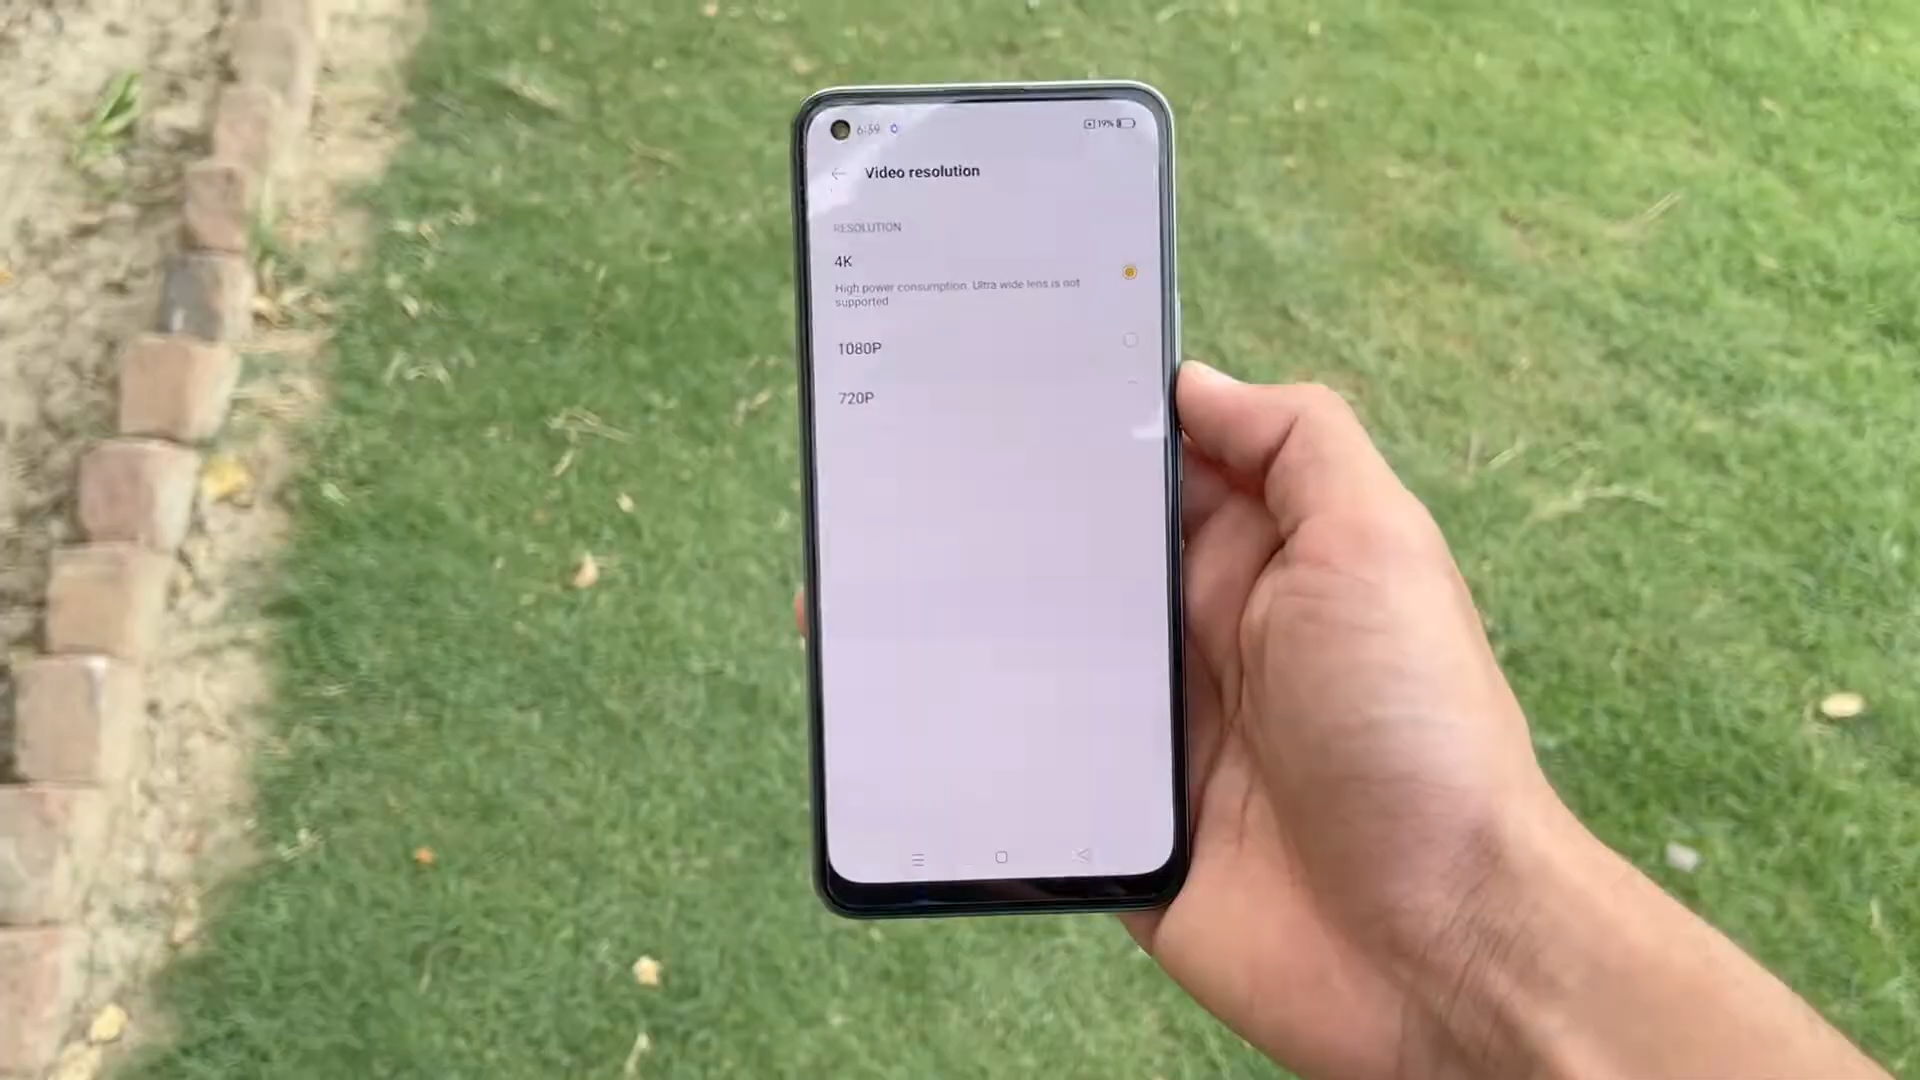 6:39
19%
Video resolution
RESOLUTION
4K
High power consumption. Ultra wide lens is not
supported
1080P
720P